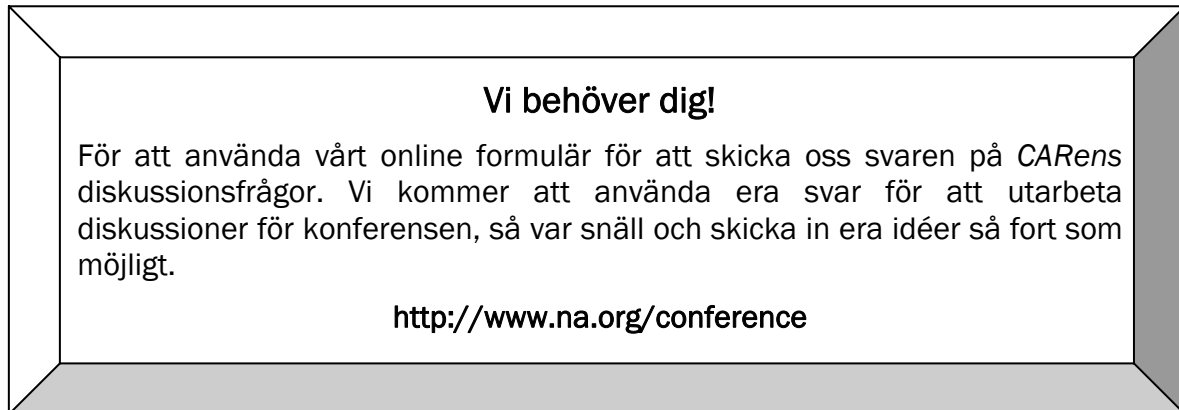 Vi behöver dig!
För att använda vårt online formulär för att skicka oss svaren på CARens
diskussionsfrågor. Vi kommer att använda era svar för att utarbeta
diskussioner för konferensen, så var snäll och skicka in era idéer så fort som
möjligt.
http://www.na.org/conference